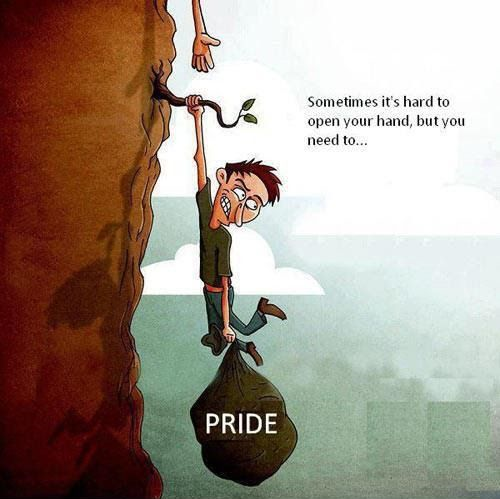 Sometimes it's hard to
open your hand, but you
need to...
PRIDE